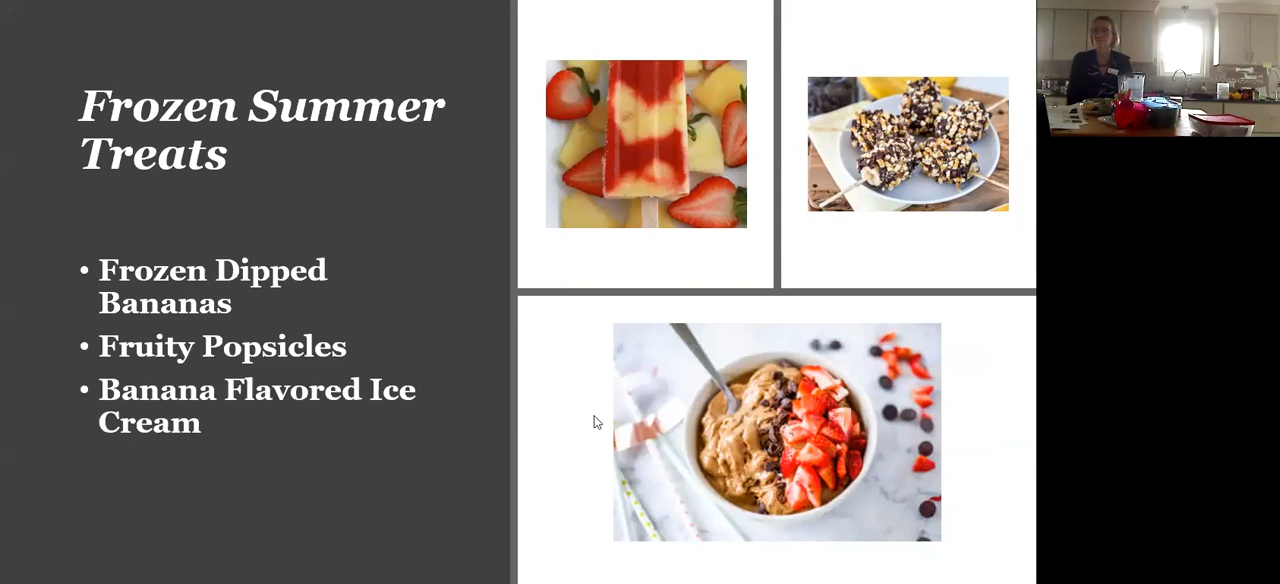 Frozen Summer
Treats
• Frozen Dipped
Bananas
• Fruity Popsicles
• Banana Flavored Ice
Cream